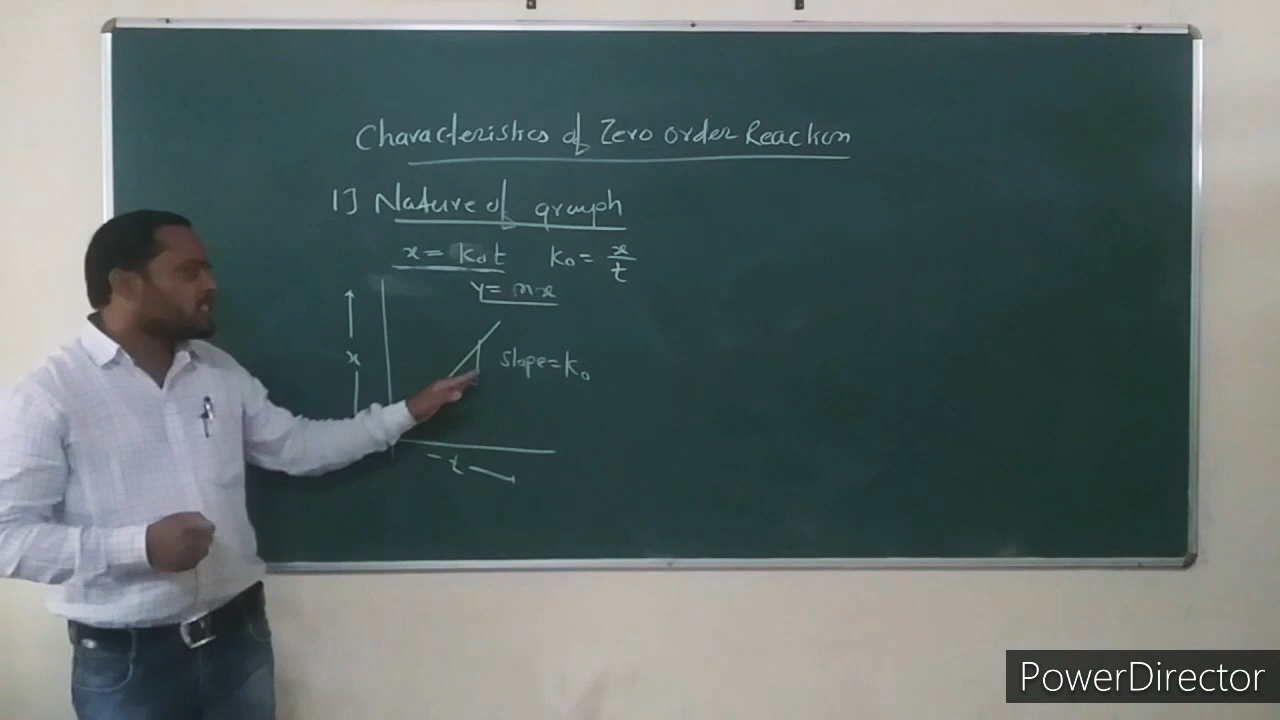 Characteristics of Zero order Reaction
1] Nature of graph
x = k₀t   k₀ = x/t
y = mx
x
slope = k₀
t
PowerDirector